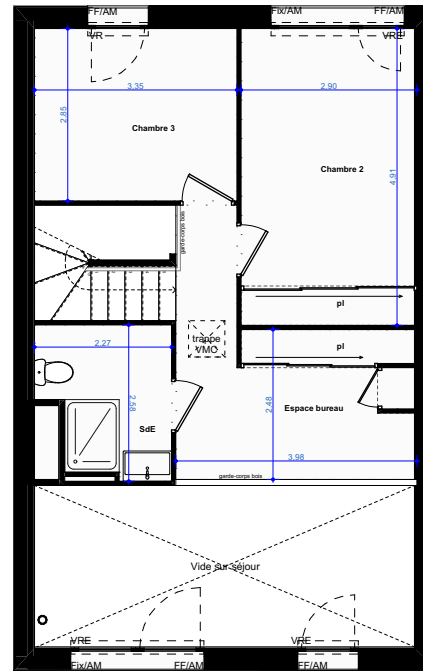 FF/AM
Fix/AM
FF/AM
VR
VRE
3.35
2.90
2.85
Chambre 3
Chambre 2
4.91
garde-corps bois
pl
trappe
VMC
pl
2.27
2.58
2.48
Espace bureau
SdE
3.98
garde-corps bois
Vide sur séjour
VRE
VRE
Fix/AM
FF/AM
FF/AM